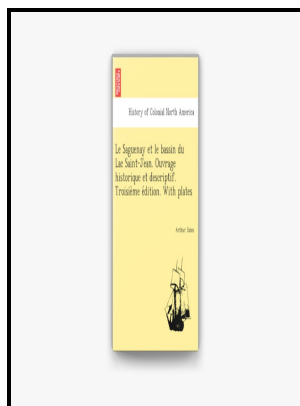 History of Colonial North America
Le Saguenay et le bassin du
Lac Saint-Jean. Ouvrage
historique et descriptif.
Troisième édition. With plates
Arthur Buies